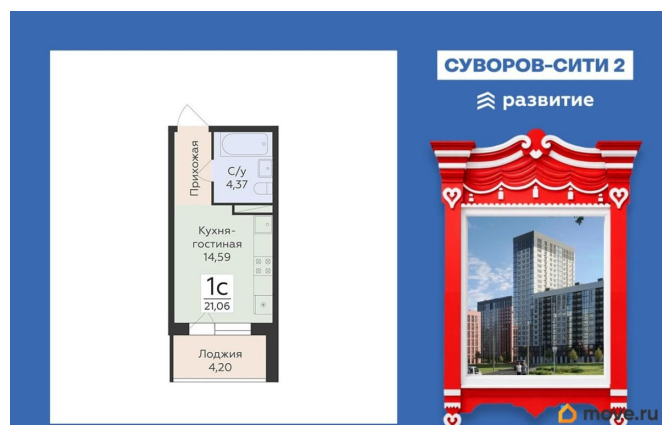 СУВОРОВ-СИТИ 2
развитие
Прихожая
С/у
4,37
Кухня-
гостиная
14,59
1с
21,06
Лоджия
4,20
move.ru